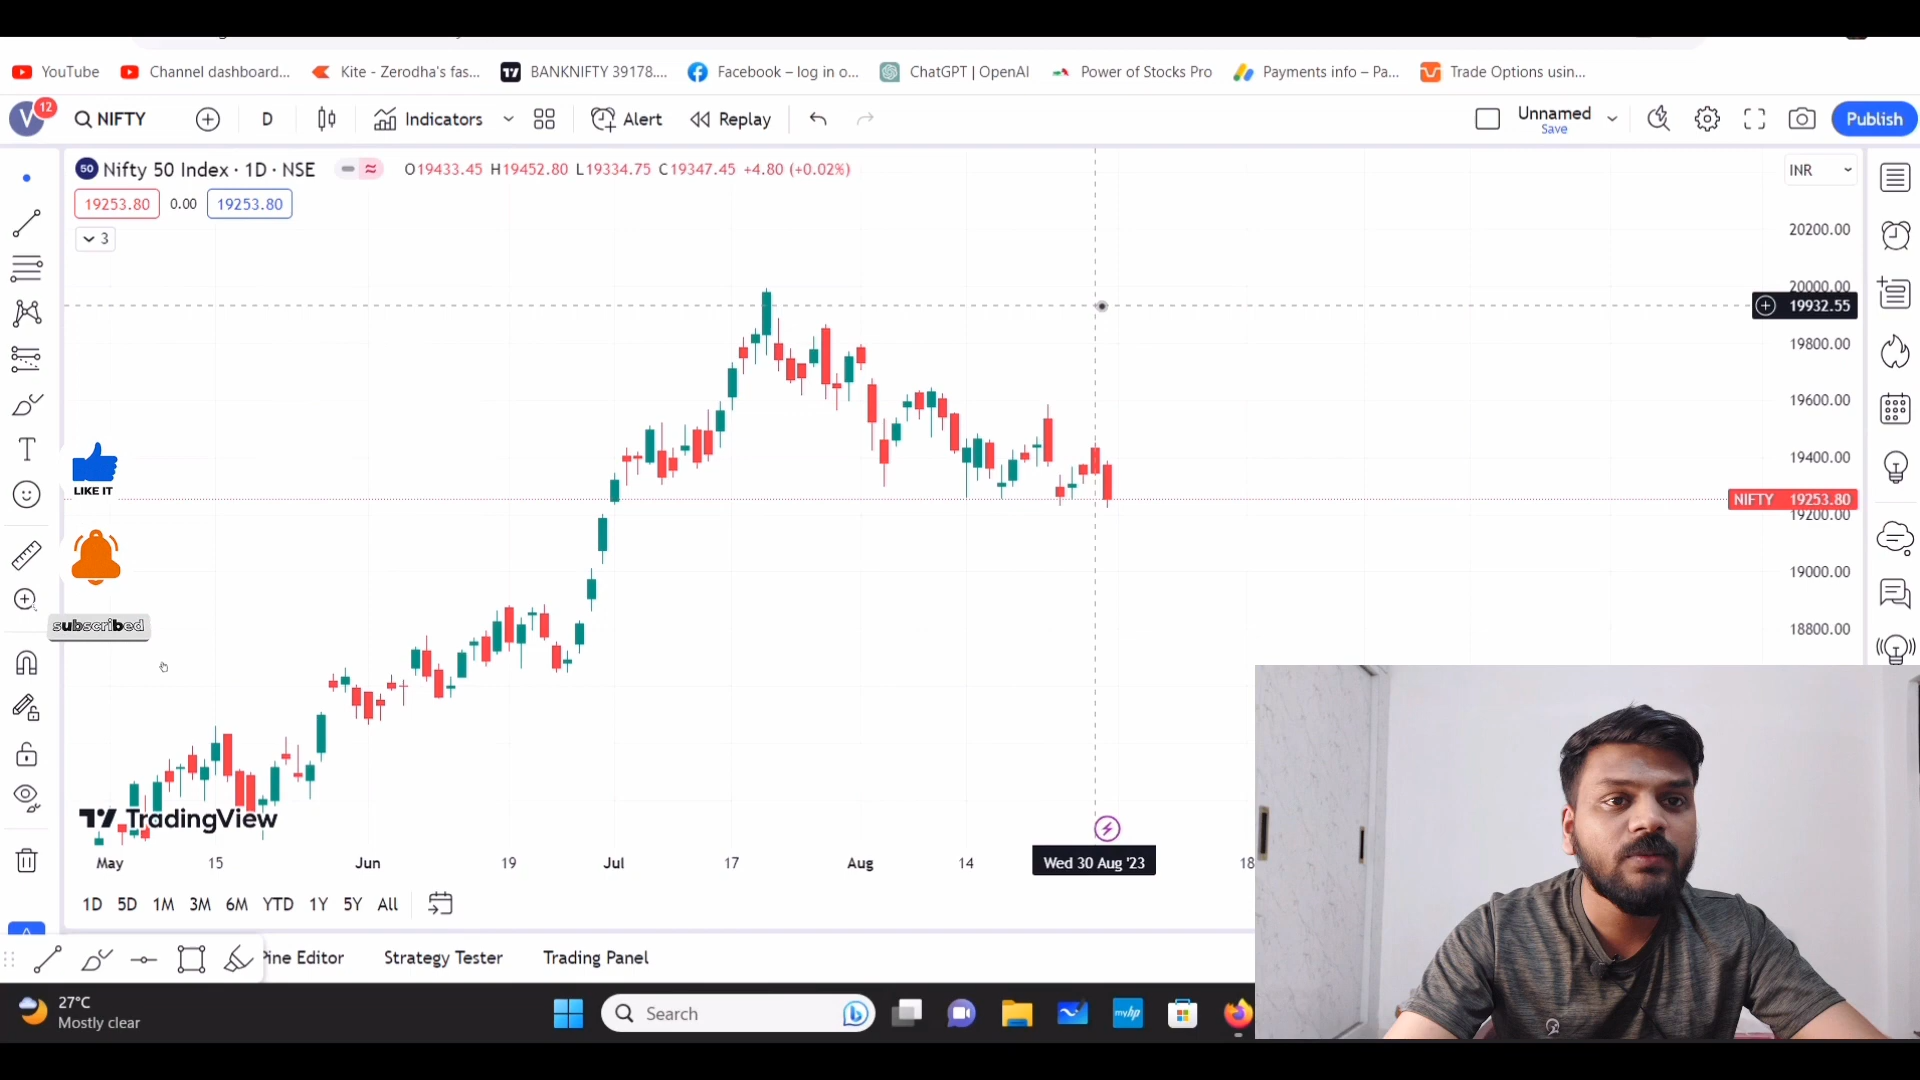 YouTube
Channel dashboard...
Kite - Zerodha's fas...
BANKNIFTY 39178....
Facebook – log in o...
ChatGPT | OpenAI
Power of Stocks Pro
Payments info – Pa...
Trade Options usin...
V
12
NIFTY
D
Indicators
Alert
Replay
Unnamed
Save
Publish
50
Nifty 50 Index · 1D · NSE
O19433.45 H19452.80 L19334.75 C19347.45 +4.80 (+0.02%)
INR
19253.80
0.00
19253.80
3
20200.00
20000.00
19932.55
19800.00
19600.00
19400.00
NIFTY 19253.80
19200.00
19000.00
18800.00
LIKE IT
subscribed
TradingView
May
15
Jun
19
Jul
17
Aug
14
Wed 30 Aug '23
18
1D
5D
1M
3M
6M
YTD
1Y
5Y
All
Pine Editor
Strategy Tester
Trading Panel
27°C
Mostly clear
Search
myhp